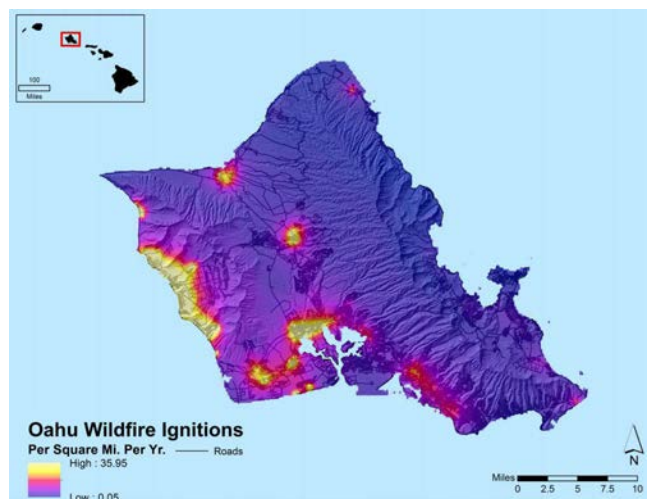 100
Miles
Oahu Wildfire Ignitions
Per Square Mi. Per Yr. Roads
High : 35.95
Low : 0.05
N
Miles
0 2.5 5 7.5 10